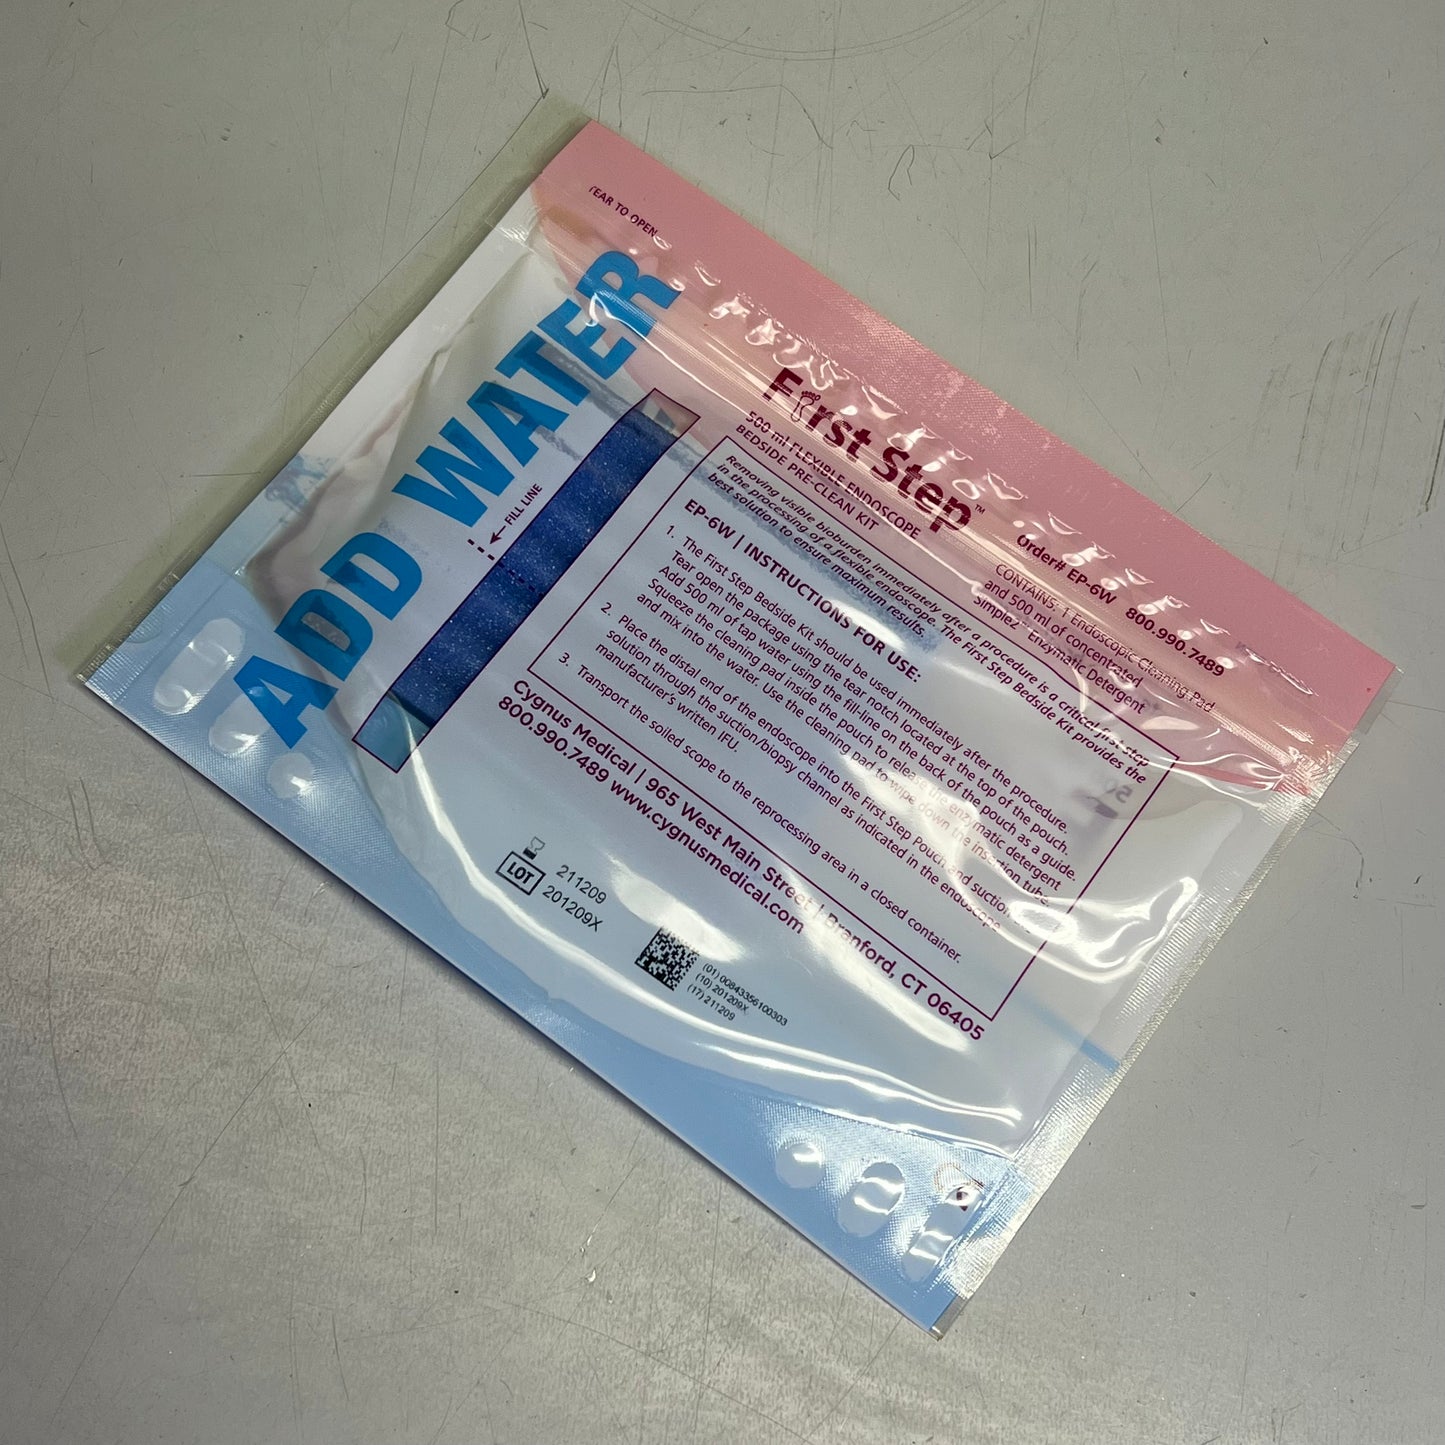 TEAR TO OPEN
ADD WATER
FILL LINE
First Step™
500 ml FLEXIBLE ENDOSCOPE
BEDSIDE PRE-CLEAN KIT
Order# EP-6W 800.990.7489
CONTAINS: 1 Endoscopic Cleaning Pad
and 500 ml of concentrated
Simple2™ Enzymatic Detergent
Removing visible bioburden immediately after a procedure is a critical first step
in the processing of a flexible endoscope. The First Step Bedside Kit provides the
best solution to ensure maximum results.
EP-6W | INSTRUCTIONS FOR USE:
1. The First Step Bedside Kit should be used immediately after the procedure.
Tear open the package using the tear notch located at the top of the pouch.
Add 500 ml of tap water using the fill-line on the back of the pouch as a guide.
Squeeze the cleaning pad inside the pouch to release the enzymatic detergent
and mix into the water. Use the cleaning pad to wipe down the insertion tube.
2. Place the distal end of the endoscope into the First Step Pouch and suction
solution through the suction/biopsy channel as indicated in the endoscope
manufacturer's written IFU.
3. Transport the soiled scope to the reprocessing area in a closed container.
Cygnus Medical | 965 West Main Street | Branford, CT 06405
800.990.7489 www.cygnusmedical.com
211209
LOT 201209X
(01) 00843356100303
(10) 201209X
(17) 211209